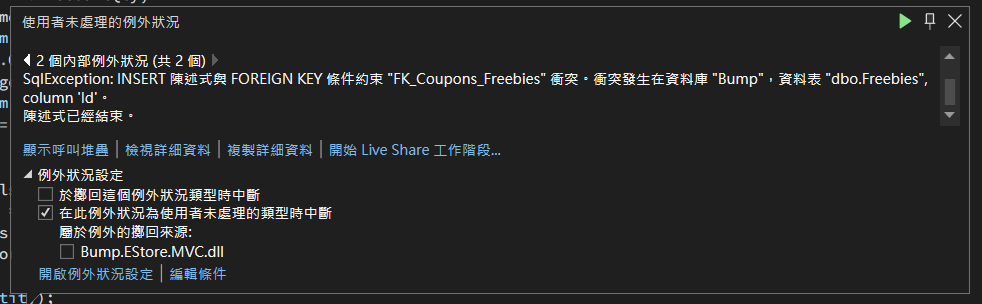 使用者未處理的例外狀況
2 個內部例外狀況 (共 2 個)
SqlException: INSERT 陳述式與 FOREIGN KEY 條件約束 "FK_Coupons_Freebies" 衝突。衝突發生在資料庫 "Bump"，資料表 "dbo.Freebies",
column 'Id'。
陳述式已經結束。
顯示呼叫堆疊 | 檢視詳細資料 | 複製詳細資料 | 開始 Live Share 工作階段...
例外狀況設定
於擲回這個例外狀況類型時中斷
在此例外狀況為使用者未處理的類型時中斷
屬於例外的擲回來源:
Bump.EStore.MVC.dll
開啟例外狀況設定 | 編輯條件